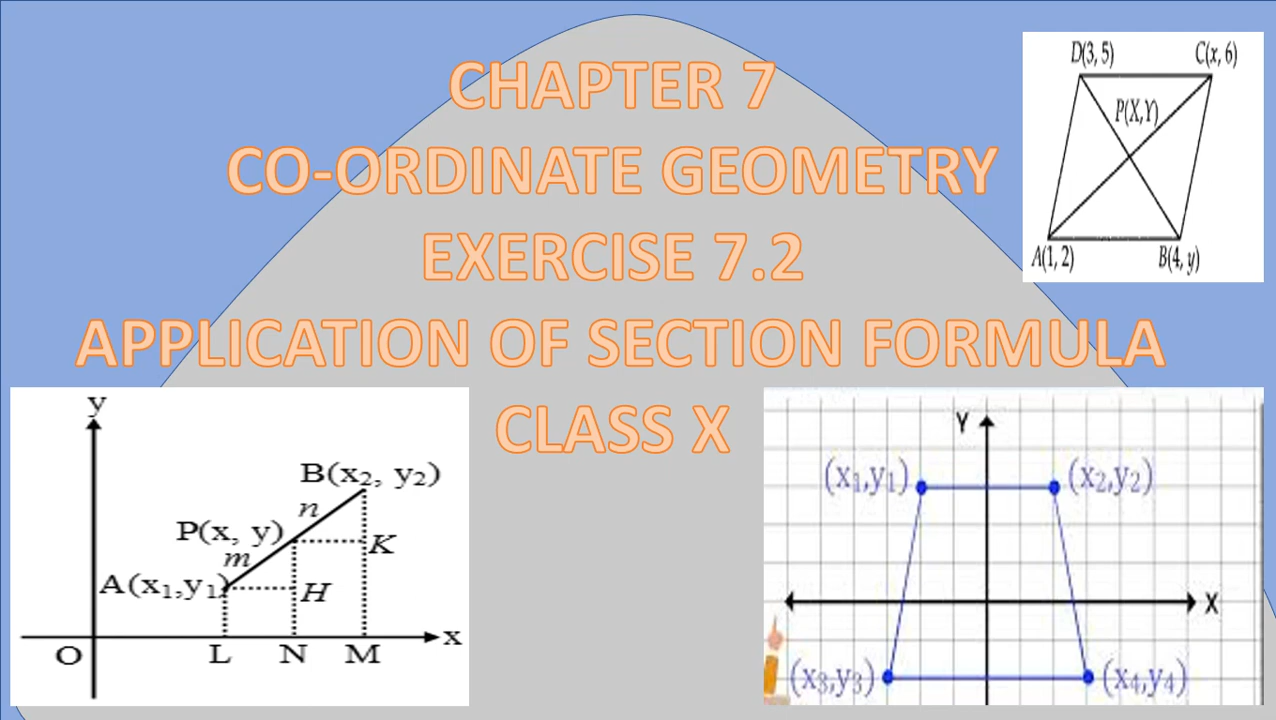 CHAPTER 7
CO-ORDINATE GEOMETRY
EXERCISE 7.2
APPLICATION OF SECTION FORMULA
CLASS X
D(3, 5) C(x, 6)
P(X,Y)
A(1, 2) B(4, y)
y
B(x₂, y₂)
n
P(x, y)
m
K
A(x₁,y₁)
H
x
O L N M
Y
(x₁,y₁) (x₂,y₂)
X
(x₃,y₃) (x₄,y₄)